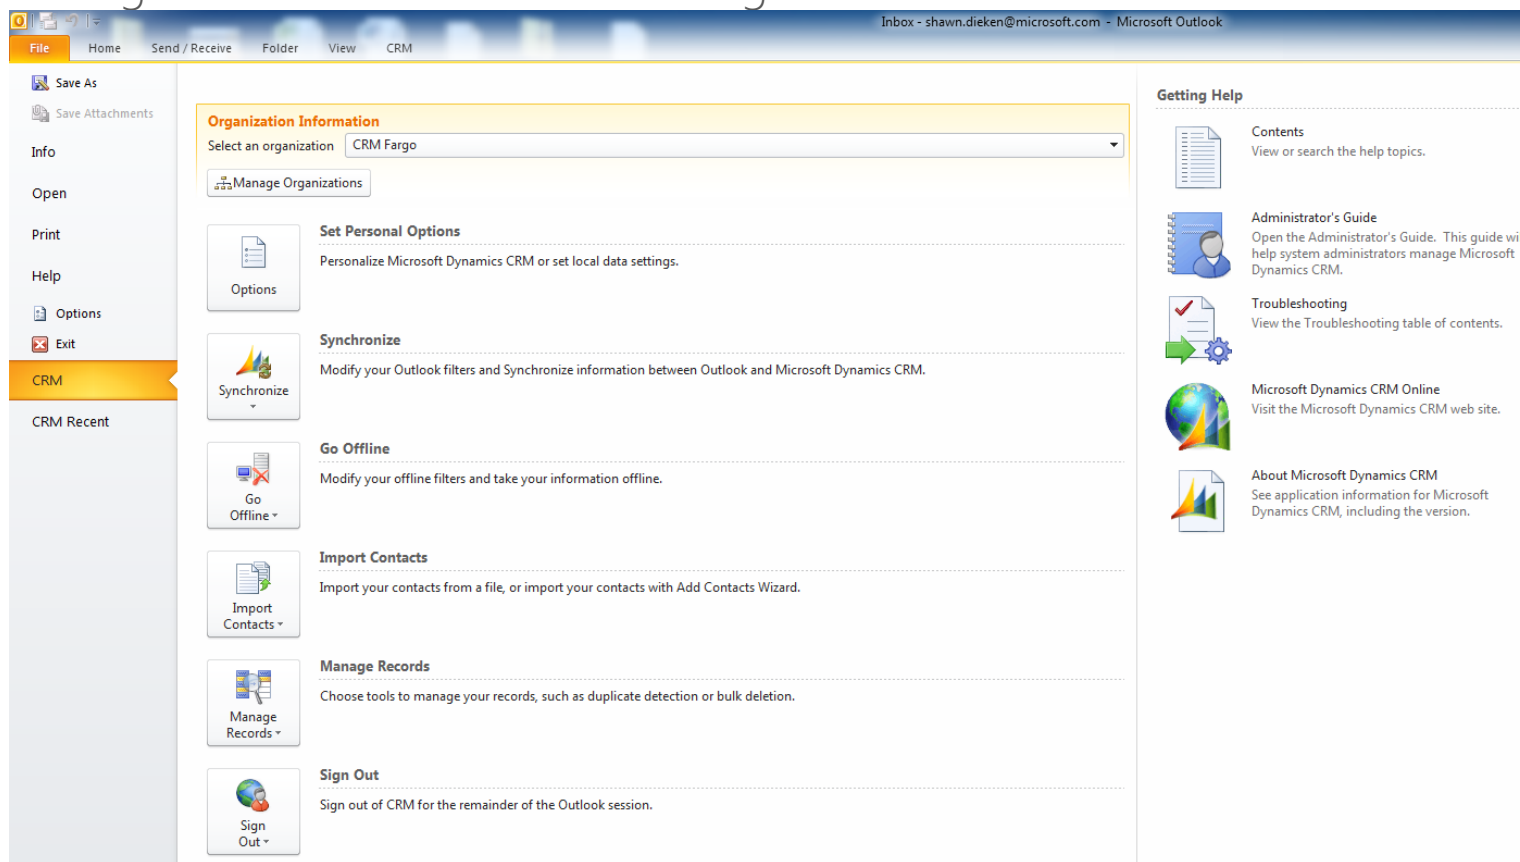 Inbox - shawn.dieken@microsoft.com - Microsoft Outlook
File Home Send / Receive Folder View CRM
Save As
Save Attachments
Info
Open
Print
Help
Options
Exit
CRM
CRM Recent
Organization Information
Select an organization CRM Fargo
Manage Organizations
Options
Set Personal Options
Personalize Microsoft Dynamics CRM or set local data settings.
Synchronize
Synchronize
Modify your Outlook filters and Synchronize information between Outlook and Microsoft Dynamics CRM.
Go
Offline
Go Offline
Modify your offline filters and take your information offline.
Import
Contacts
Import Contacts
Import your contacts from a file, or import your contacts with Add Contacts Wizard.
Manage
Records
Manage Records
Choose tools to manage your records, such as duplicate detection or bulk deletion.
Sign
Out
Sign Out
Sign out of CRM for the remainder of the Outlook session.
Getting Help
Contents
View or search the help topics.
Administrator's Guide
Open the Administrator's Guide. This guide wi
help system administrators manage Microsoft
Dynamics CRM.
Troubleshooting
View the Troubleshooting table of contents.
Microsoft Dynamics CRM Online
Visit the Microsoft Dynamics CRM web site.
About Microsoft Dynamics CRM
See application information for Microsoft
Dynamics CRM, including the version.